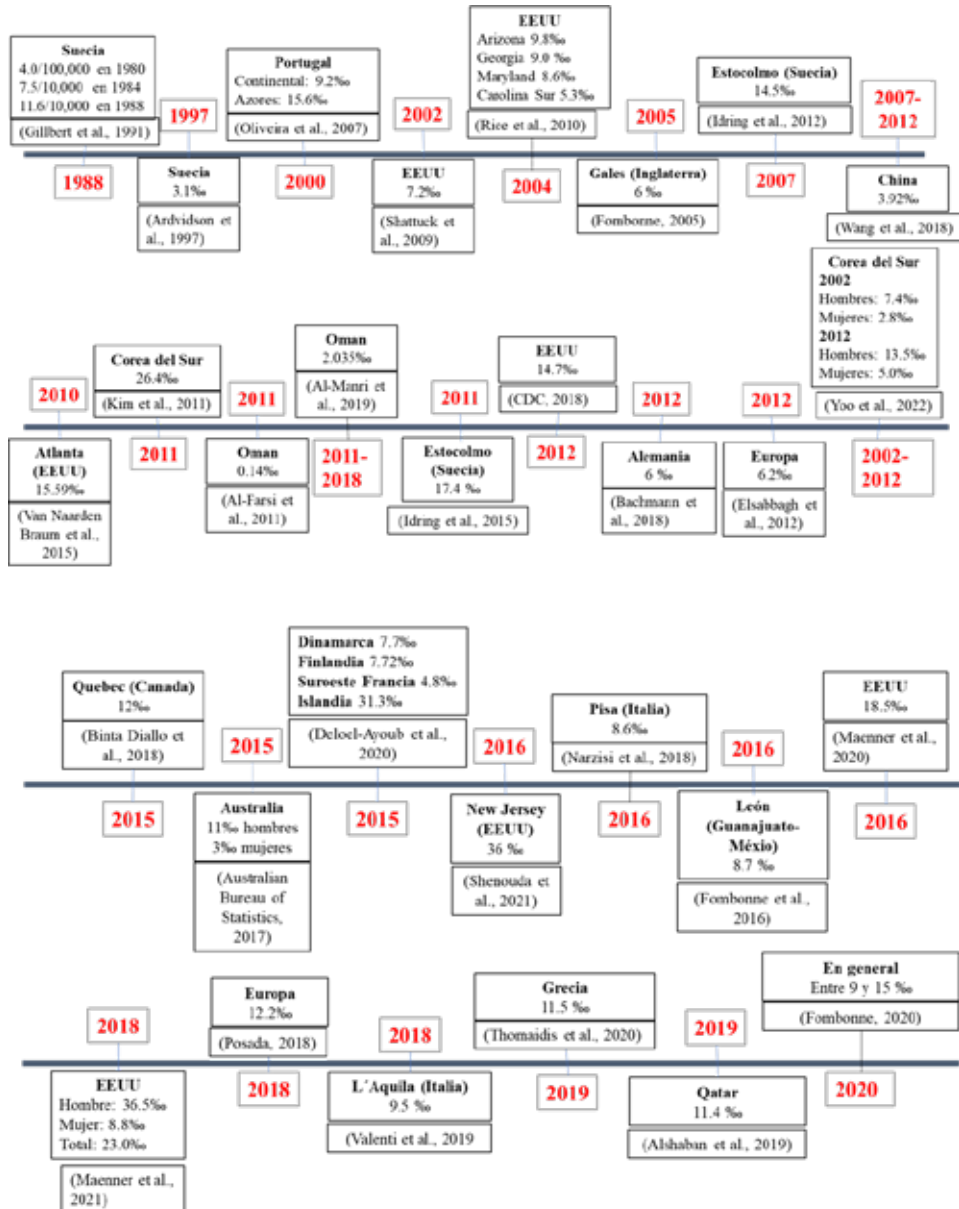 Suecia
4.0/100,000 en 1980
7.5/10,000 en 1984
11.6/10,000 en 1988
(Gillbert et al., 1991)
1988
1997
Suecia
3.1‰
(Ardvidson et
al., 1997)
Portugal
Continental: 9.2‰
Azores: 15.6‰
(Oliveira et al., 2007)
2000
2002
EEUU
7.2‰
(Shattuck et
al., 2009)
EEUU
Arizona 9.8‰
Georgia 9.0 ‰
Maryland 8.6‰
Carolina Sur 5.3‰
(Rice et al., 2010)
2004
2005
Gales (Inglaterra)
6 ‰
(Fomborne, 2005)
Estocolmo (Suecia)
14.5‰
(Idring et al., 2012)
2007
2007-
2012
China
3.92‰
(Wang et al., 2018)
2010
Atlanta
(EEUU)
15.59‰
(Van Naarden
Braum et al.,
2015)
Corea del Sur
26.4‰
(Kim et al., 2011)
2011
2011
Oman
0.14‰
(Al-Farsi et
al., 2011)
Oman
2.035‰
(Al-Manri et
al., 2019)
2011-
2018
2011
Estocolmo
(Suecia)
17.4 ‰
(Idring et al., 2015)
EEUU
14.7‰
(CDC, 2018)
2012
2012
Alemania
6 ‰
(Bachmann et
al., 2018)
2012
Europa
6.2‰
(Elsabbagh et
al., 2012)
Corea del Sur
2002
Hombres: 7.4‰
Mujeres: 2.8‰
2012
Hombres: 13.5‰
Mujeres: 5.0‰
(Yoo et al., 2022)
2002-
2012
Quebec (Canada)
12‰
(Binta Diallo
et al., 2018)
2015
2015
Australia
11‰ hombres
3‰ mujeres
(Australian
Bureau of
Statistics,
2017)
Dinamarca 7.7‰
Finlandia 7.72‰
Suroeste Francia 4.8‰
Islandia 31.3‰
(Deloel-Ayoub et al.,
2020)
2015
2016
New Jersey
(EEUU)
36 ‰
(Shenouda et
al., 2021)
Pisa (Italia)
8.6‰
(Narzisi et al., 2018)
2016
2016
León
(Guanajuato-
Méxio)
8.7 ‰
(Fombonne et al.,
2016)
EEUU
18.5‰
(Maenner et al.,
2020)
2016
2018
EEUU
Hombre: 36.5‰
Mujer: 8.8‰
Total: 23.0‰
(Maenner et al.,
2021)
Europa
12.2‰
(Posada, 2018)
2018
2018
L´Aquila (Italia)
9.5 ‰
(Valenti et al., 2019
Grecia
11.5 ‰
(Thomaidis et al., 2020)
2019
2019
Qatar
11.4 ‰
(Alshaban et al., 2019)
En general
Entre 9 y 15 ‰
(Fombonne, 2020)
2020